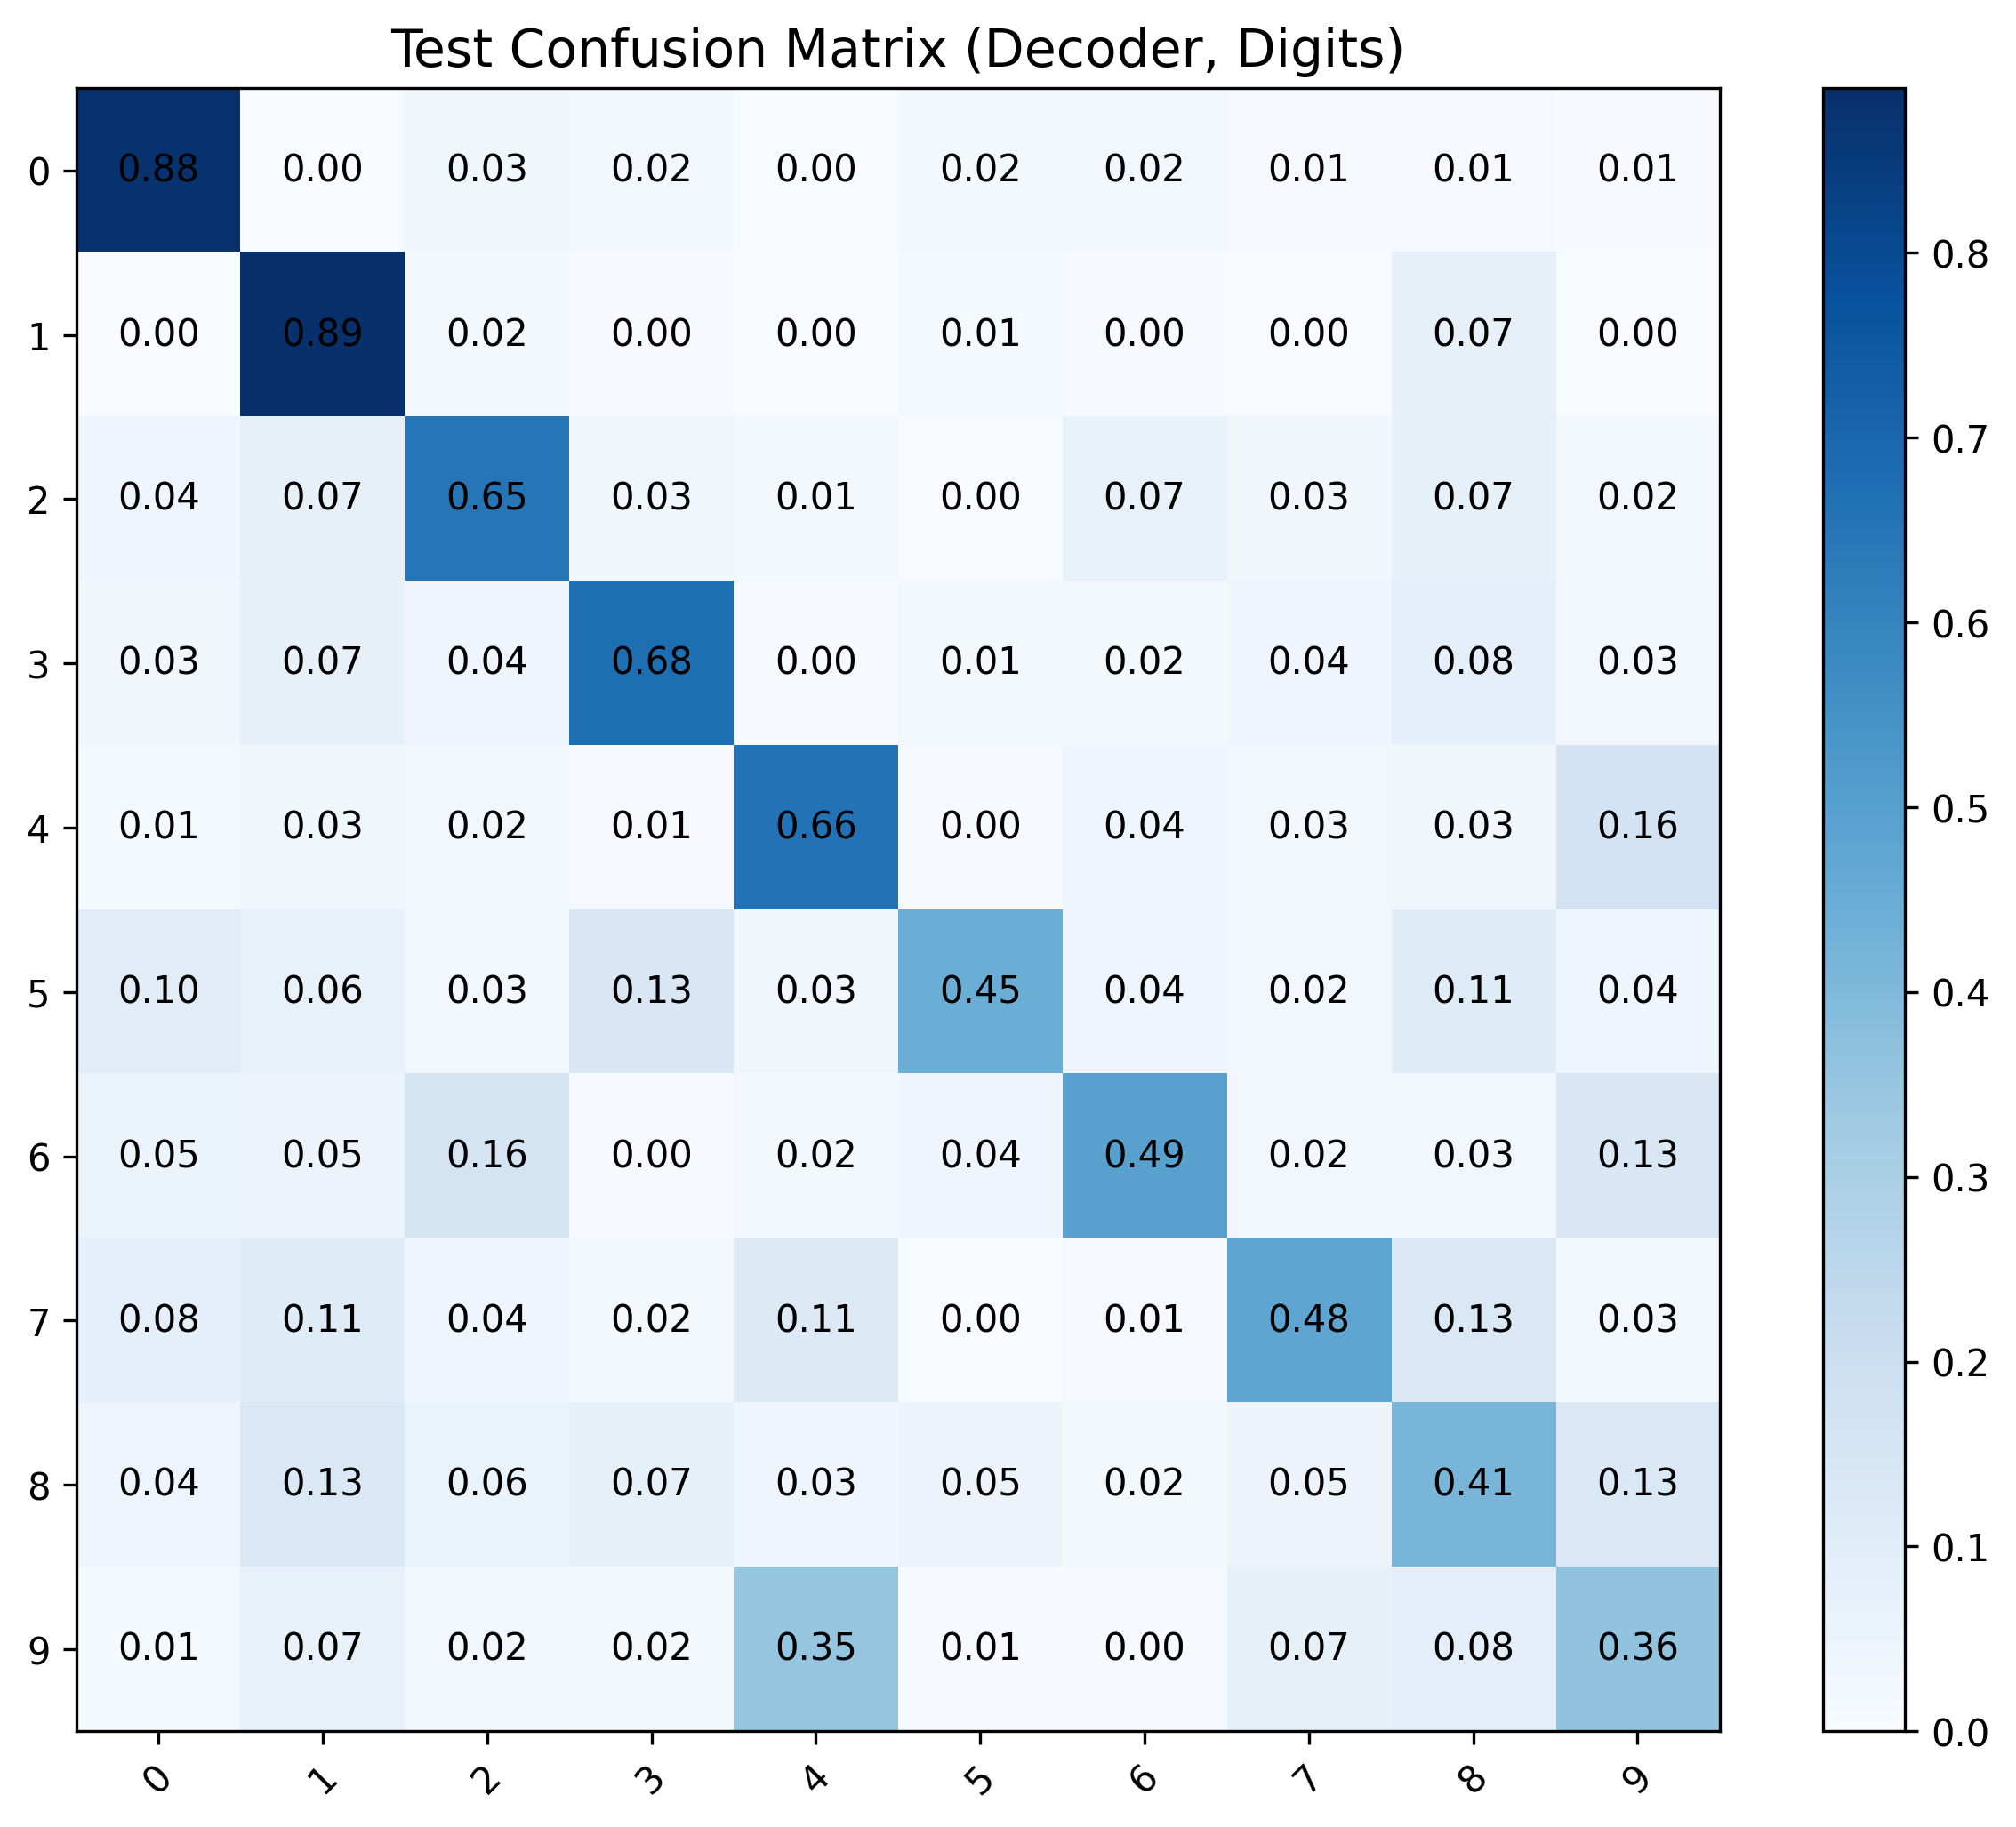 Test Confusion Matrix (Decoder, Digits)
0 0.88 0.00 0.03 0.02 0.00 0.02 0.02 0.01 0.01 0.01
1 0.00 0.89 0.02 0.00 0.00 0.01 0.00 0.00 0.07 0.00
2 0.04 0.07 0.65 0.03 0.01 0.00 0.07 0.03 0.07 0.02
3 0.03 0.07 0.04 0.68 0.00 0.01 0.02 0.04 0.08 0.03
4 0.01 0.03 0.02 0.01 0.66 0.00 0.04 0.03 0.03 0.16
5 0.10 0.06 0.03 0.13 0.03 0.45 0.04 0.02 0.11 0.04
6 0.05 0.05 0.16 0.00 0.02 0.04 0.49 0.02 0.03 0.13
7 0.08 0.11 0.04 0.02 0.11 0.00 0.01 0.48 0.13 0.03
8 0.04 0.13 0.06 0.07 0.03 0.05 0.02 0.05 0.41 0.13
9 0.01 0.07 0.02 0.02 0.35 0.01 0.00 0.07 0.08 0.36
0 1 2 3 4 5 6 7 8 9
0.8
0.7
0.6
0.5
0.4
0.3
0.2
0.1
0.0